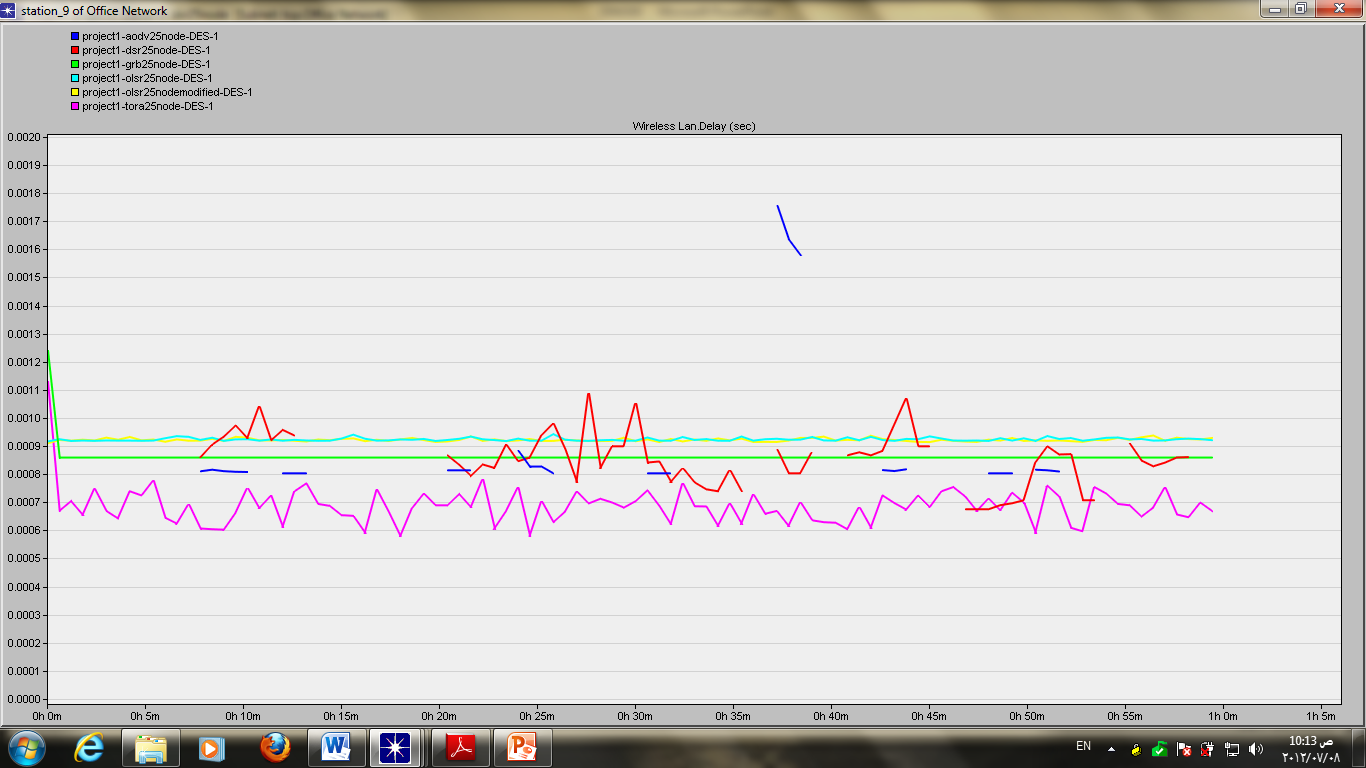 station_9 of Office Network
project1-aodv25node-DES-1
project1-dsr25node-DES-1
project1-grb25node-DES-1
project1-olsr25node-DES-1
project1-olsr25nodemodified-DES-1
project1-tora25node-DES-1
Wireless Lan.Delay (sec)
0.0020
0.0019
0.0018
0.0017
0.0016
0.0015
0.0014
0.0013
0.0012
0.0011
0.0010
0.0009
0.0008
0.0007
0.0006
0.0005
0.0004
0.0003
0.0002
0.0001
0.0000
0h 0m 0h 5m 0h 10m 0h 15m 0h 20m 0h 25m 0h 30m 0h 35m 0h 40m 0h 45m 0h 50m 0h 55m 1h 0m 1h 5m
EN
10:13 ص
٢٠١٢/٠٧/٠٨